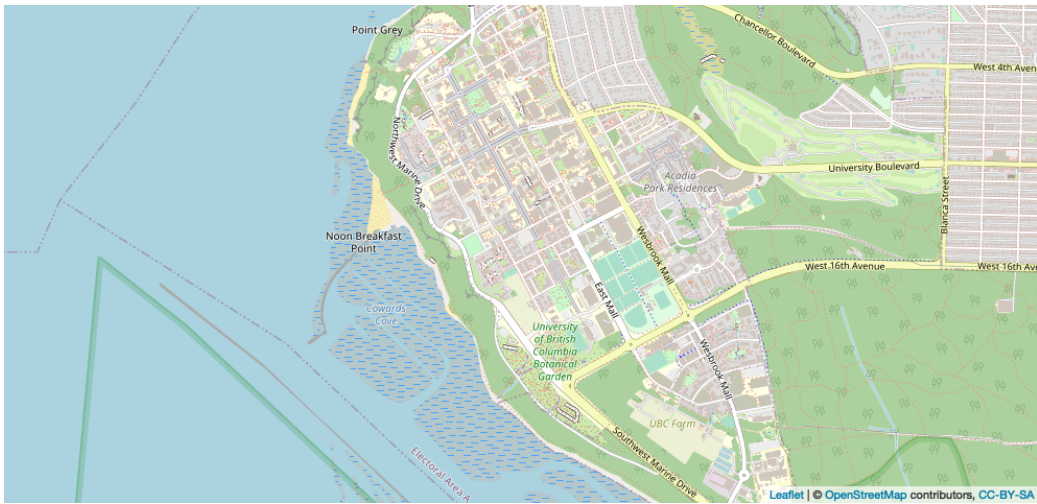 Point Grey
Chancellor Boulevard
West 4th Aven
Northwest Marine Drive
University Boulevard
Acadia
Park Residences
Blanca Street
Noon Breakfast
Point
Wesbrook Mall
West 16th Avenue
West 16th Aven
East Mall
Cowards
Cove
University
of British
Columbia
Botanical
Garden
Wesbrook Mall
UBC Farm
Southwest Marine Drive
Electoral Area A
Leaflet | © OpenStreetMap contributors, CC-BY-SA